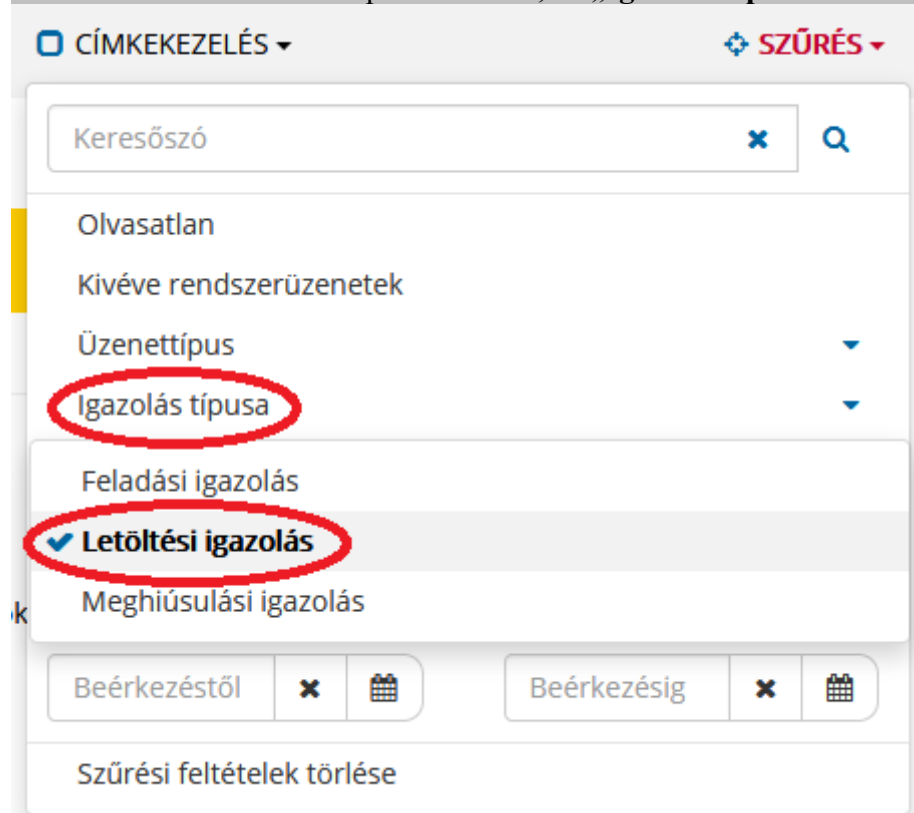 CÍMKEKEZELÉS SZŰRÉS
Keresőszó
Olvasatlan
Kivéve rendszerüzenetek
Üzenettípus
Igazolás típusa
Feladási igazolás
Letöltési igazolás
Meghiúsulási igazolás
Beérkezéstől Beérkezésig
Szűrési feltételek törlése